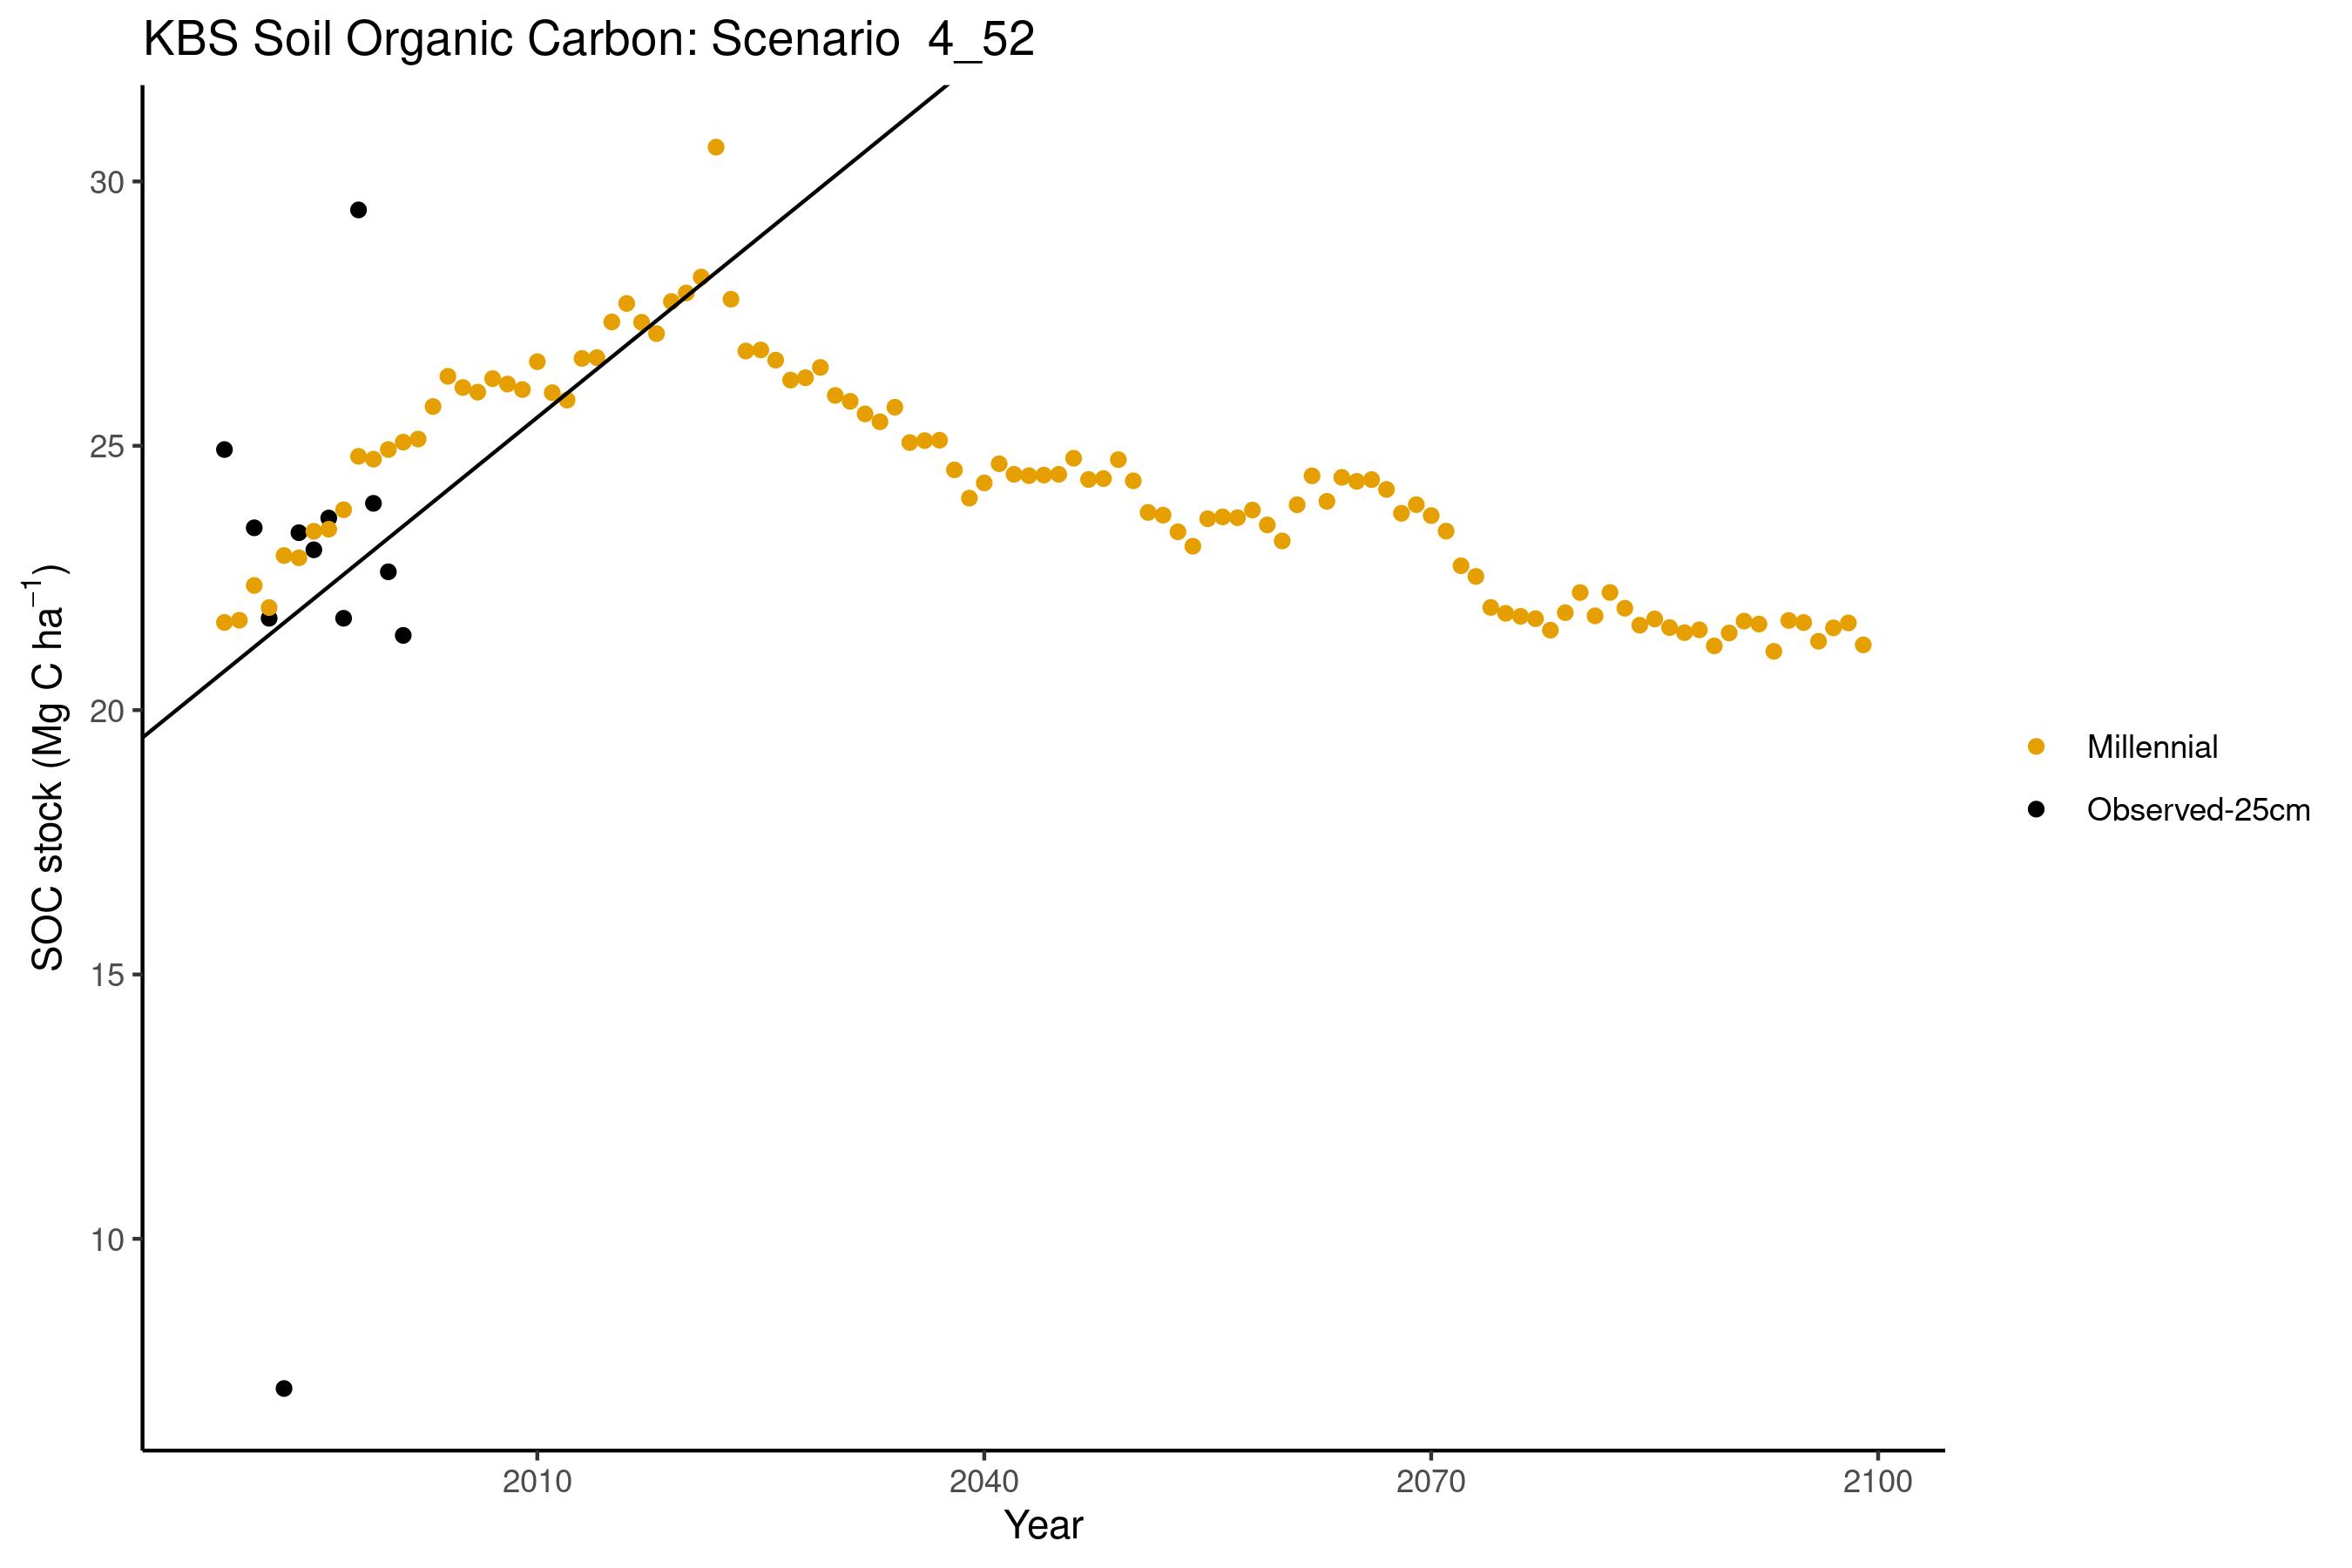 KBS Soil Organic Carbon: Scenario  4_52
SOC stock (Mg C ha⁻¹)
30
25
20
15
10
2010
2040
2070
2100
Year
Millennial
Observed-25cm